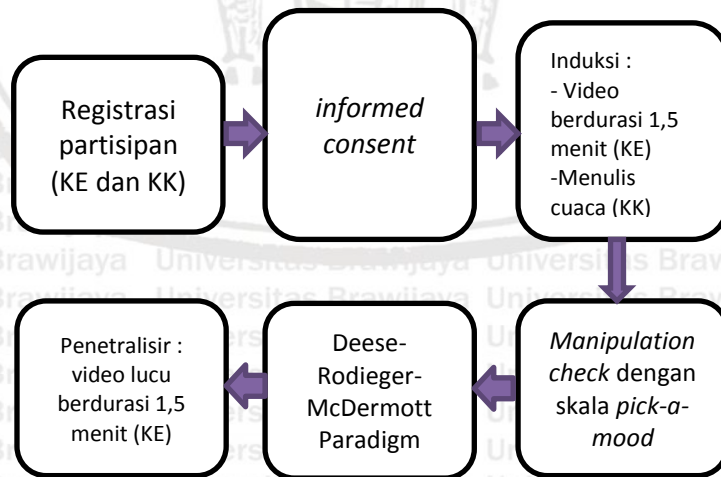 Registrasi
partisipan
(KE dan KK)
informed
consent
Induksi :
- Video
berdurasi 1,5
menit (KE)
-Menulis
cuaca (KK)
Manipulation
check dengan
skala pick-a-
mood
Deese-
Rodieger-
McDermott
Paradigm
Penetralisir :
video lucu
berdurasi 1,5
menit (KE)